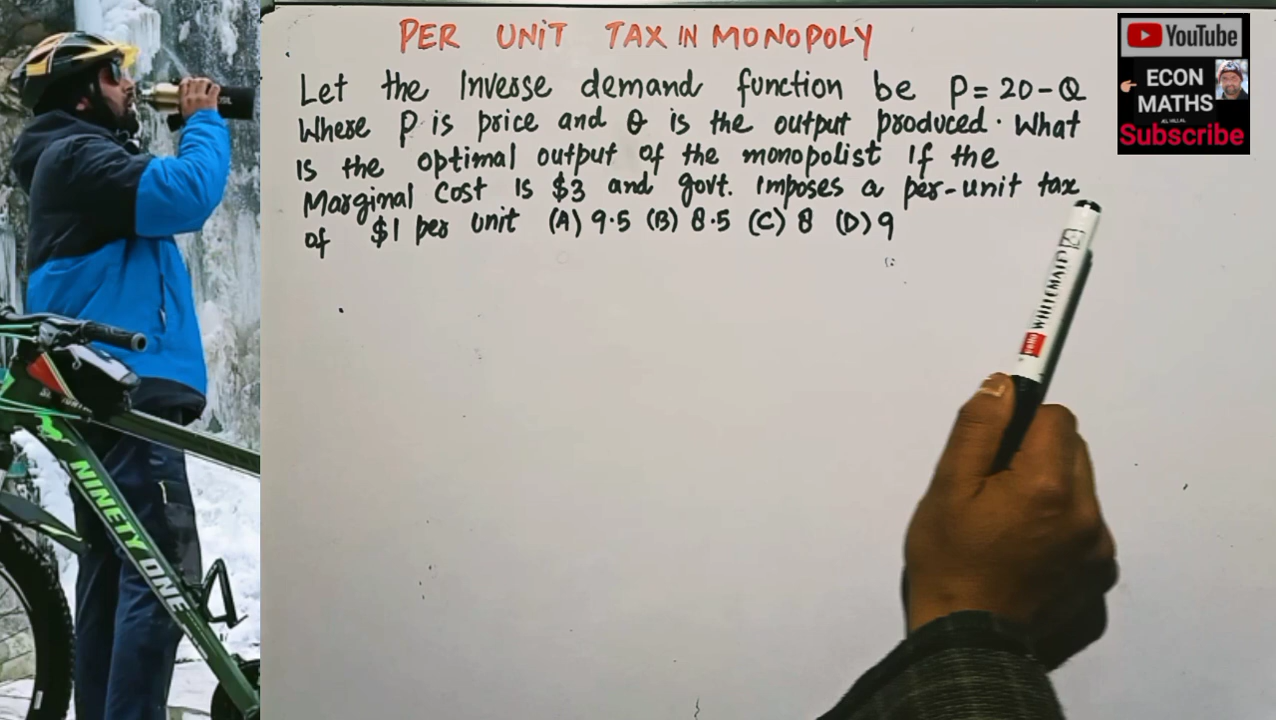 PER UNIT TAX IN MONOPOLY
Let the Inverse demand function be P = 20 - Q
Where P is price and Q is the output produced. What
is the optimal output of the monopolist If the
Marginal Cost is $3 and govt. Imposes a per-unit tax
of $1 per unit (A) 9.5 (B) 8.5 (C) 8 (D) 9
YouTube
ECON
MATHS
Subscribe
WHITEMATE
NINETY ONE